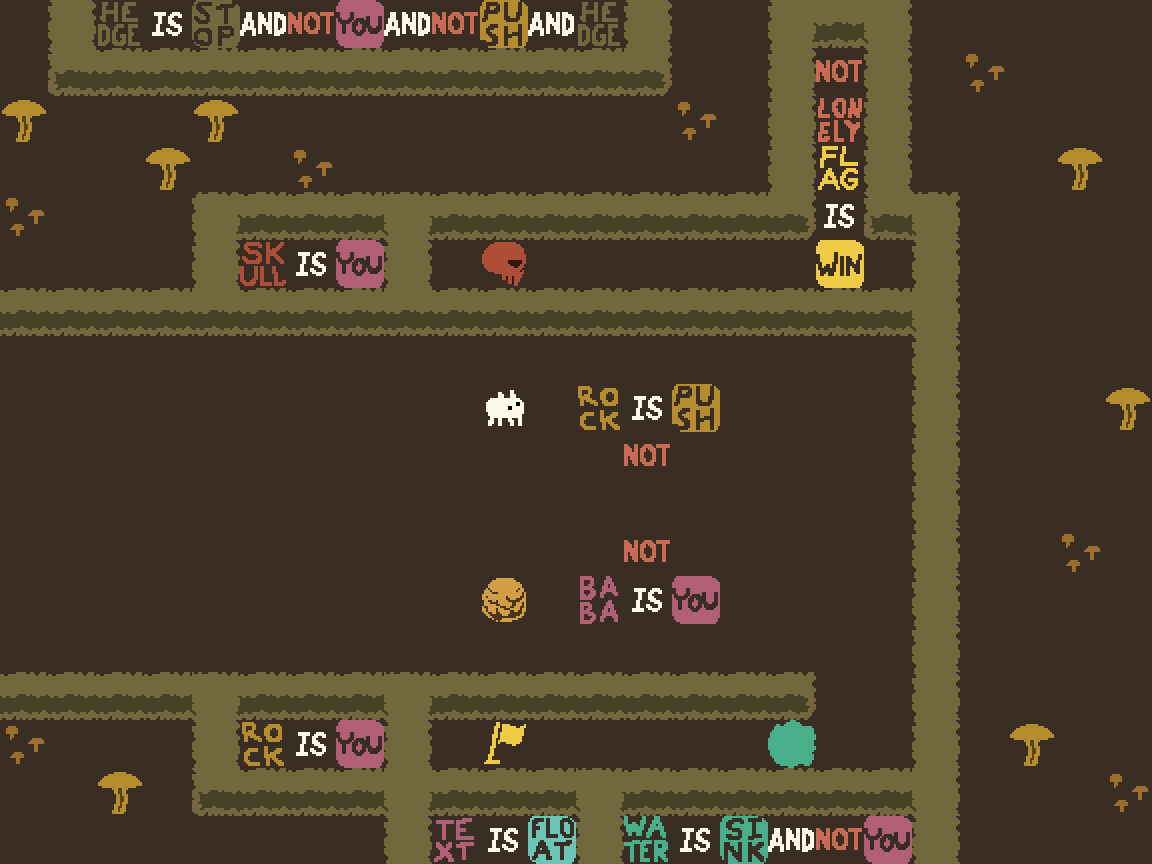 HEDGE IS STOP AND NOT YOU AND NOT PUSH AND HEDGE
NOT LONELY FLAG IS WIN
SKULL IS YOU
ROCK IS PUSH
NOT
NOT
BABA IS YOU
ROCK IS YOU
TEXT IS FLOAT
WATER IS SINK AND NOT YOU